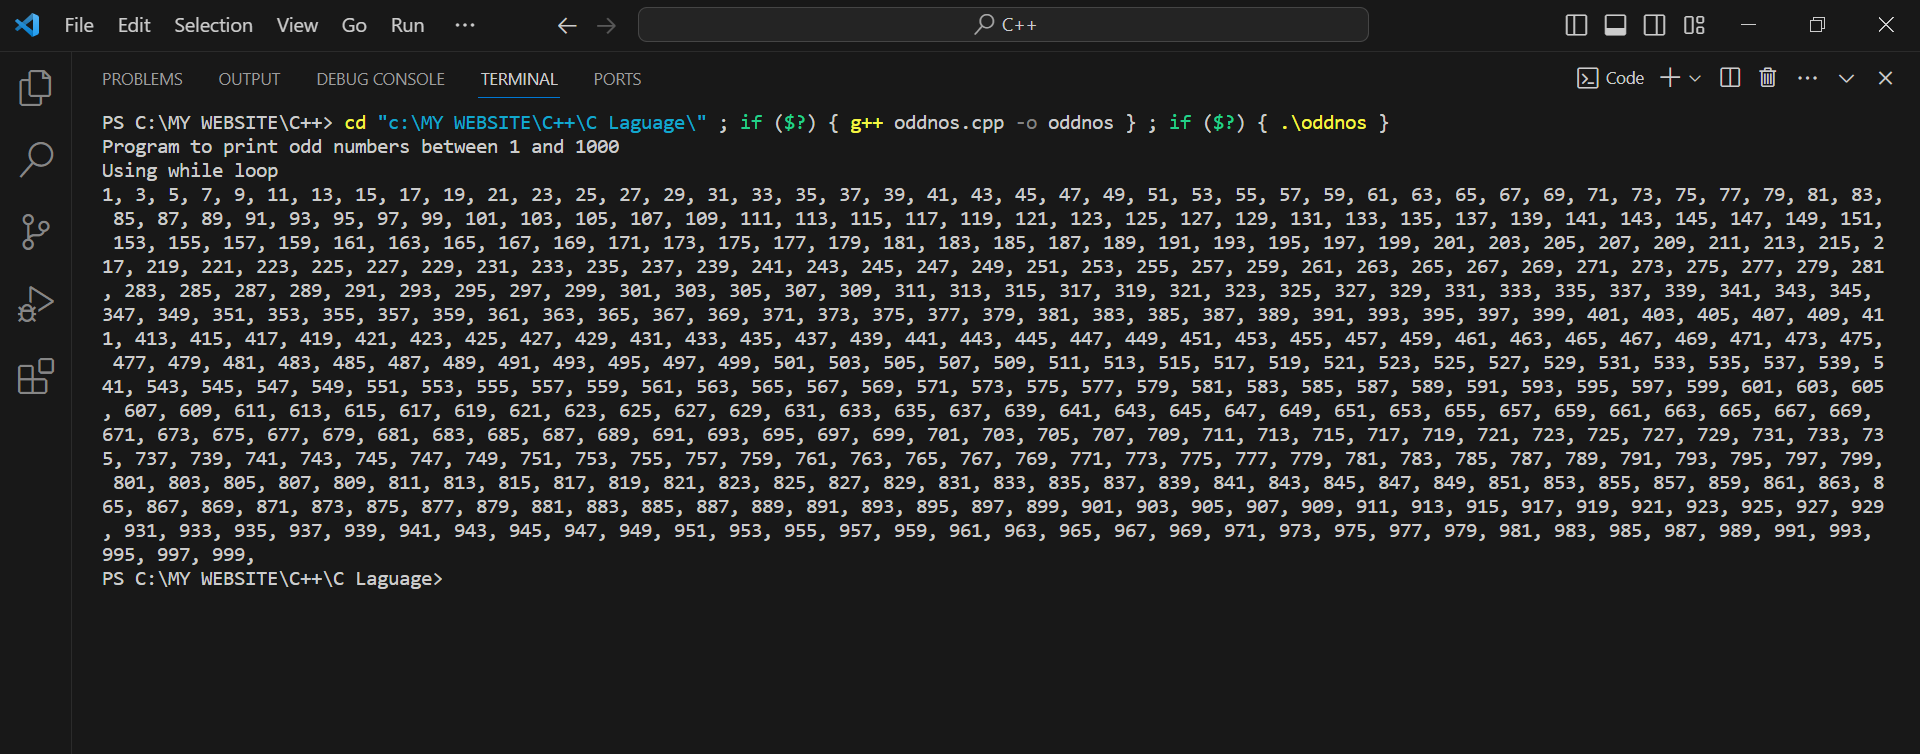 File Edit Selection View Go Run ··· C++
PROBLEMS OUTPUT DEBUG CONSOLE TERMINAL PORTS Code
PS C:\MY WEBSITE\C++> cd "c:\MY WEBSITE\C++\C Laguage\" ; if ($?) { g++ oddnos.cpp -o oddnos } ; if ($?) { .\oddnos }
Program to print odd numbers between 1 and 1000
Using while loop
1, 3, 5, 7, 9, 11, 13, 15, 17, 19, 21, 23, 25, 27, 29, 31, 33, 35, 37, 39, 41, 43, 45, 47, 49, 51, 53, 55, 57, 59, 61, 63, 65, 67, 69, 71, 73, 75, 77, 79, 81, 83,
85, 87, 89, 91, 93, 95, 97, 99, 101, 103, 105, 107, 109, 111, 113, 115, 117, 119, 121, 123, 125, 127, 129, 131, 133, 135, 137, 139, 141, 143, 145, 147, 149, 151,
153, 155, 157, 159, 161, 163, 165, 167, 169, 171, 173, 175, 177, 179, 181, 183, 185, 187, 189, 191, 193, 195, 197, 199, 201, 203, 205, 207, 209, 211, 213, 215, 2
17, 219, 221, 223, 225, 227, 229, 231, 233, 235, 237, 239, 241, 243, 245, 247, 249, 251, 253, 255, 257, 259, 261, 263, 265, 267, 269, 271, 273, 275, 277, 279, 281
, 283, 285, 287, 289, 291, 293, 295, 297, 299, 301, 303, 305, 307, 309, 311, 313, 315, 317, 319, 321, 323, 325, 327, 329, 331, 333, 335, 337, 339, 341, 343, 345,
347, 349, 351, 353, 355, 357, 359, 361, 363, 365, 367, 369, 371, 373, 375, 377, 379, 381, 383, 385, 387, 389, 391, 393, 395, 397, 399, 401, 403, 405, 407, 409, 41
1, 413, 415, 417, 419, 421, 423, 425, 427, 429, 431, 433, 435, 437, 439, 441, 443, 445, 447, 449, 451, 453, 455, 457, 459, 461, 463, 465, 467, 469, 471, 473, 475,
477, 479, 481, 483, 485, 487, 489, 491, 493, 495, 497, 499, 501, 503, 505, 507, 509, 511, 513, 515, 517, 519, 521, 523, 525, 527, 529, 531, 533, 535, 537, 539, 5
41, 543, 545, 547, 549, 551, 553, 555, 557, 559, 561, 563, 565, 567, 569, 571, 573, 575, 577, 579, 581, 583, 585, 587, 589, 591, 593, 595, 597, 599, 601, 603, 605
, 607, 609, 611, 613, 615, 617, 619, 621, 623, 625, 627, 629, 631, 633, 635, 637, 639, 641, 643, 645, 647, 649, 651, 653, 655, 657, 659, 661, 663, 665, 667, 669,
671, 673, 675, 677, 679, 681, 683, 685, 687, 689, 691, 693, 695, 697, 699, 701, 703, 705, 707, 709, 711, 713, 715, 717, 719, 721, 723, 725, 727, 729, 731, 733, 73
5, 737, 739, 741, 743, 745, 747, 749, 751, 753, 755, 757, 759, 761, 763, 765, 767, 769, 771, 773, 775, 777, 779, 781, 783, 785, 787, 789, 791, 793, 795, 797, 799,
801, 803, 805, 807, 809, 811, 813, 815, 817, 819, 821, 823, 825, 827, 829, 831, 833, 835, 837, 839, 841, 843, 845, 847, 849, 851, 853, 855, 857, 859, 861, 863, 8
65, 867, 869, 871, 873, 875, 877, 879, 881, 883, 885, 887, 889, 891, 893, 895, 897, 899, 901, 903, 905, 907, 909, 911, 913, 915, 917, 919, 921, 923, 925, 927, 929
, 931, 933, 935, 937, 939, 941, 943, 945, 947, 949, 951, 953, 955, 957, 959, 961, 963, 965, 967, 969, 971, 973, 975, 977, 979, 981, 983, 985, 987, 989, 991, 993,
995, 997, 999,
PS C:\MY WEBSITE\C++\C Laguage>